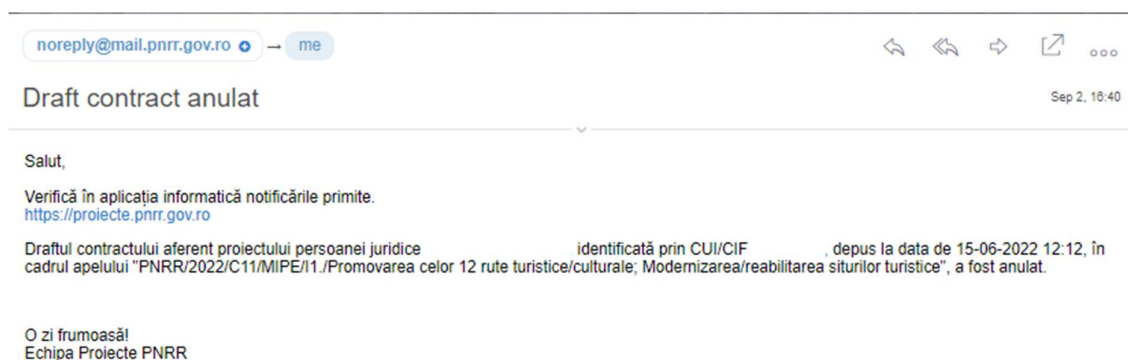 noreply@mail.pnrr.gov.ro → me
Draft contract anulat
Sep 2, 16:40
Salut,
Verifică în aplicația informatică notificările primite.
https://proiecte.pnrr.gov.ro
Draftul contractului aferent proiectului persoanei juridice , identificată prin CUI/CIF , depus la data de 15-06-2022 12:12, în
cadrul apelului "PNRR/2022/C11/MIPE/I1./Promovarea celor 12 rute turistice/culturale; Modernizarea/reabilitarea siturilor turistice", a fost anulat.
O zi frumoasă!
Echipa Proiecte PNRR